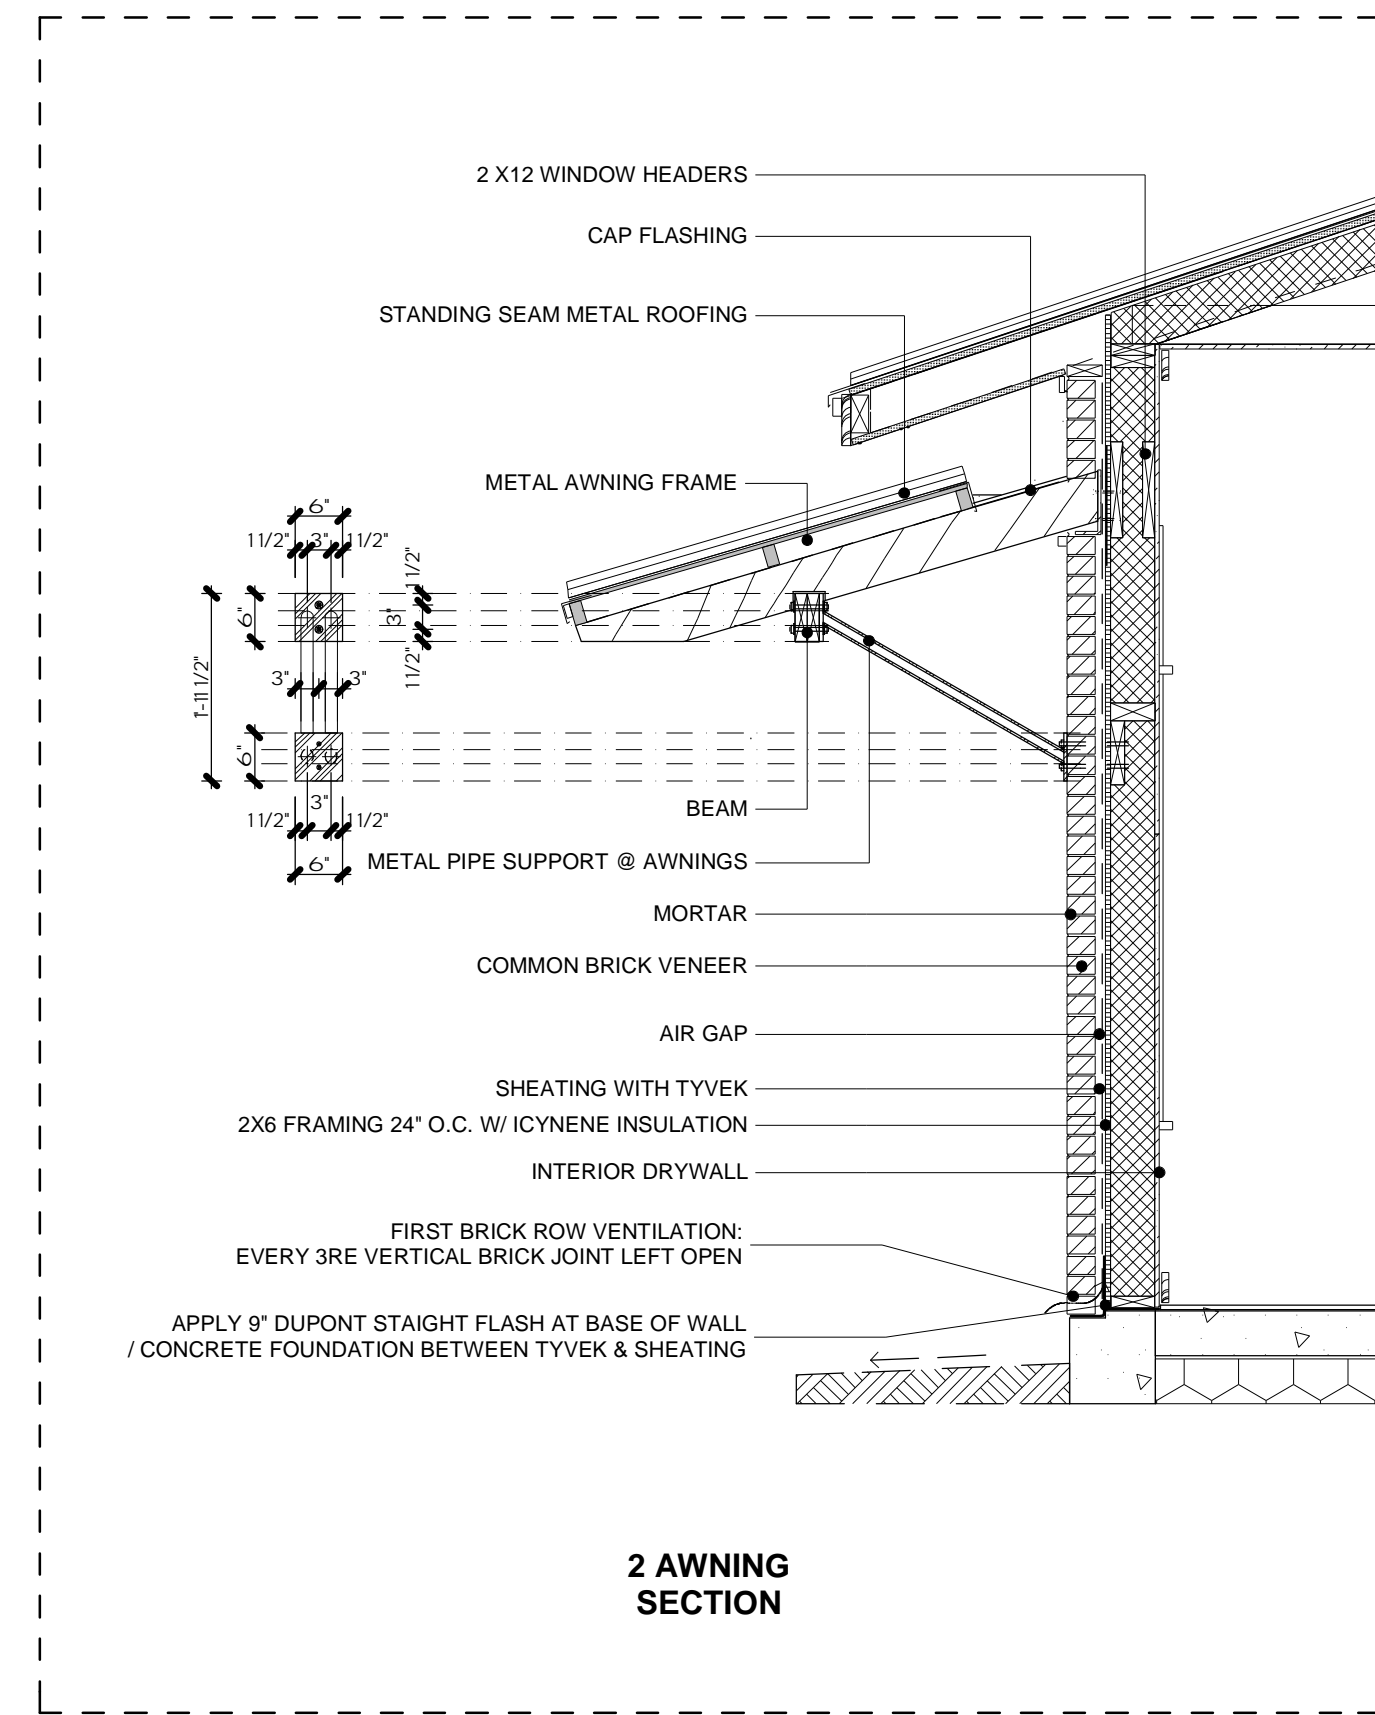 2 X12 WINDOW HEADERS
CAP FLASHING
STANDING SEAM METAL ROOFING
METAL AWNING FRAME
6"
11/2"
3"
11/2"
11/2"
6"
3"
11/2"
1'-11 1/2"
3"
3"
6"
3"
11/2"
11/2"
6"
BEAM
METAL PIPE SUPPORT @ AWNINGS
MORTAR
COMMON BRICK VENEER
AIR GAP
SHEATING WITH TYVEK
2X6 FRAMING 24" O.C. W/ ICYNENE INSULATION
INTERIOR DRYWALL
FIRST BRICK ROW VENTILATION:
EVERY 3RE VERTICAL BRICK JOINT LEFT OPEN
APPLY 9" DUPONT STAIGHT FLASH AT BASE OF WALL
/ CONCRETE FOUNDATION BETWEEN TYVEK & SHEATING
2 AWNING
SECTION